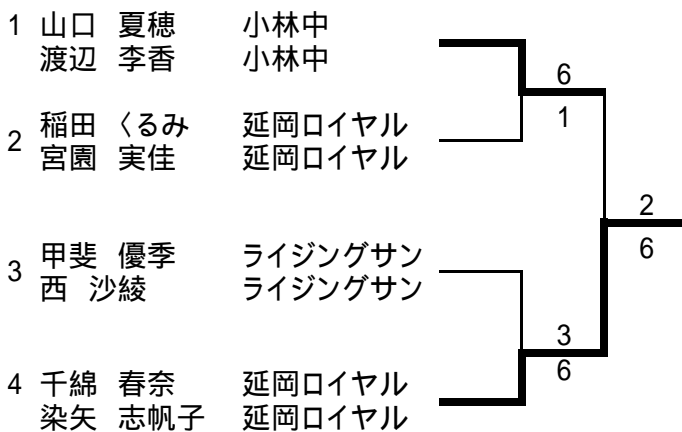 1 山口 夏穂 小林中
渡辺 李香 小林中
6
1
2 稲田 くるみ 延岡ロイヤル
宮園 実佳 延岡ロイヤル
2
6
3 甲斐 優季 ライジングサン
西 沙綾 ライジングサン
3
6
4 千綿 春奈 延岡ロイヤル
染矢 志帆子 延岡ロイヤル